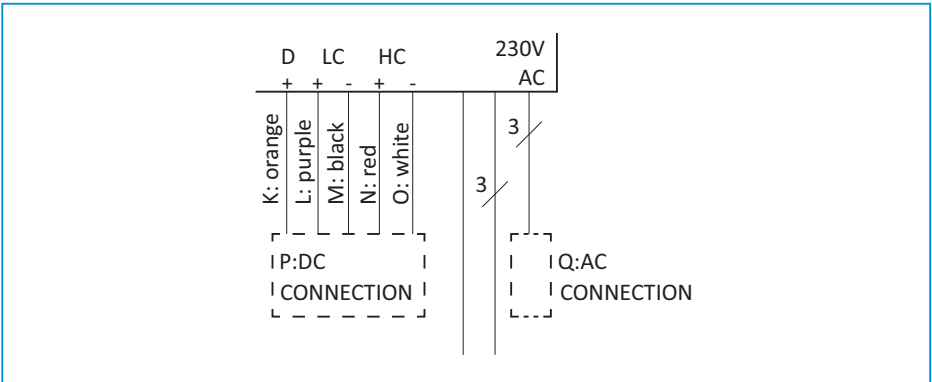 D LC HC 230V
+ + - + - AC
K: orange
L: purple
M: black
N: red
O: white
3
3
P:DC
CONNECTION
Q:AC
CONNECTION